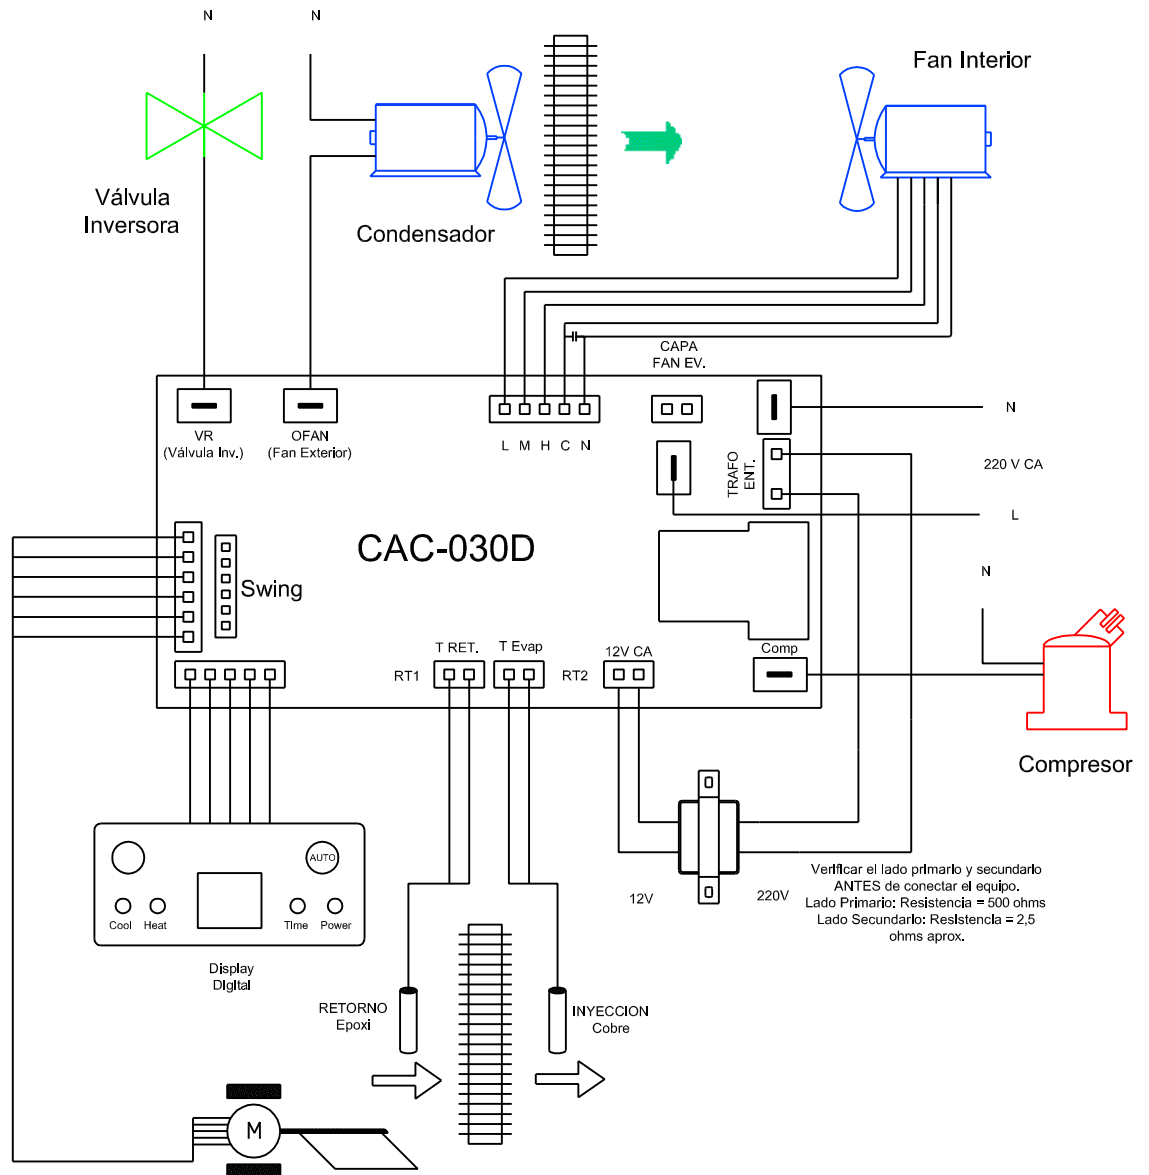 N
N
Fan Interior
Válvula
Inversora
Condensador
CAPA
FAN EV.
VR
(Válvula Inv.)
OFAN
(Fan Exterior)
L M H C N
TRAFO
ENT.
N
220 V CA
L
N
CAC-030D
Swing
T RET.
T Evap
RT1
RT2
12V CA
Comp
Compresor
AUTO
Cool
Heat
Time
Power
Display
Digital
12V
220V
Verificar el lado primario y secundario
ANTES de conectar el equipo.
Lado Primario: Resistencia = 500 ohms
Lado Secundario: Resistencia = 2,5
ohms aprox.
RETORNO
Epoxi
INYECCION
Cobre
M